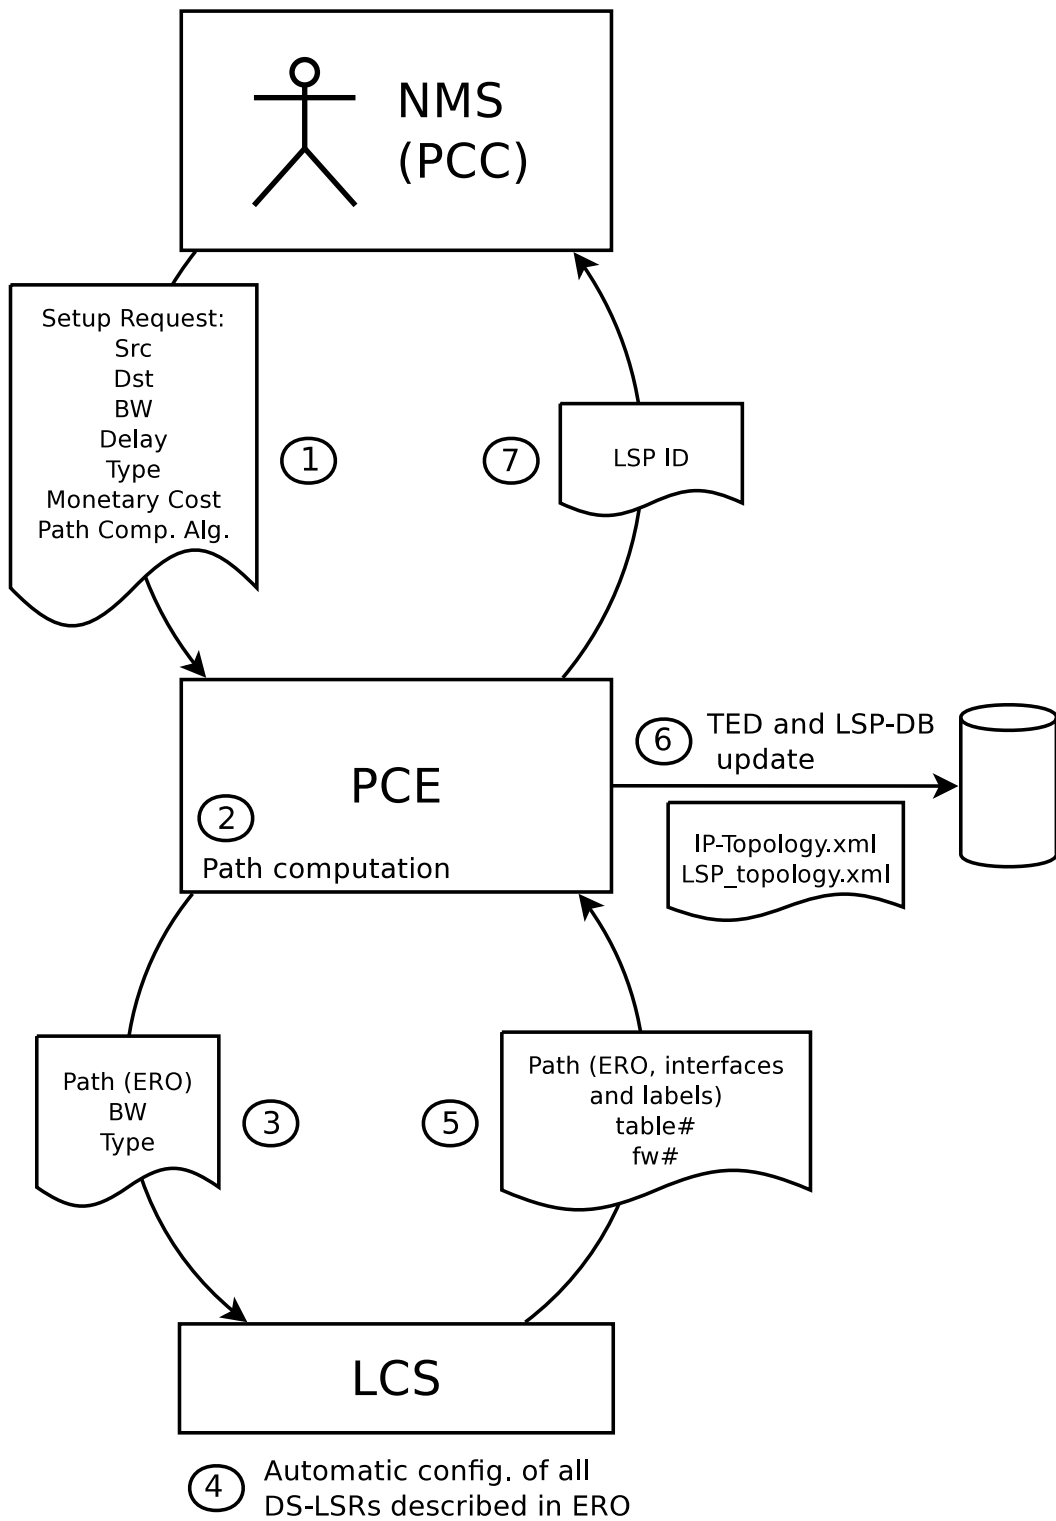 NMS
(PCC)
Setup Request:
Src
Dst
BW
Delay
Type
Monetary Cost
Path Comp. Alg.
1
7
LSP ID
PCE
2
Path computation
6
TED and LSP-DB
update
IP-Topology.xml
LSP_topology.xml
Path (ERO)
BW
Type
3
5
Path (ERO, interfaces
and labels)
table#
fw#
LCS
4
Automatic config. of all
DS-LSRs described in ERO